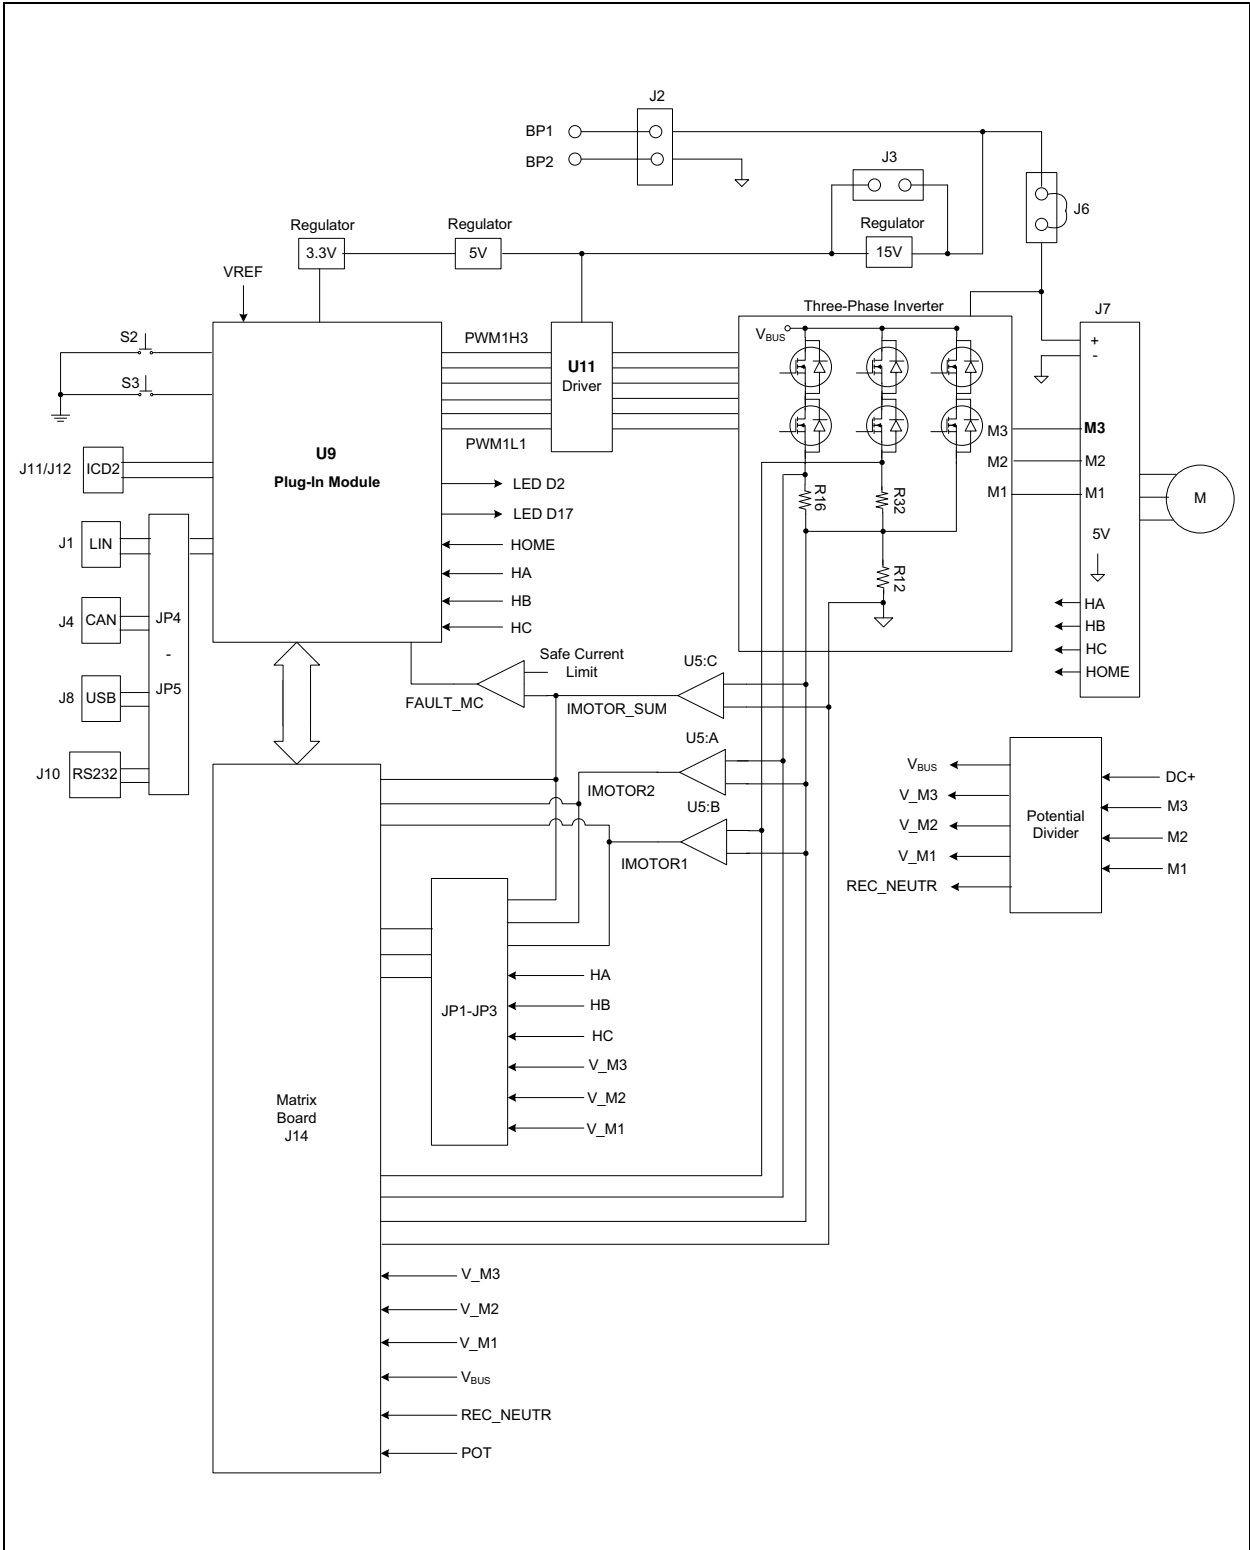 J2
BP1
BP2
J3
J6
Regulator
3.3V
Regulator
5V
Regulator
15V
VREF
Three-Phase Inverter
J7
S2
S3
PWM1H3
U11
Driver
VBUS
+
-
U9
Plug-In Module
PWM1L1
M3
M3
M2
M2
M1
M1
M
J11/J12
ICD2
LED D2
LED D17
R16
R32
R12
5V
J1
LIN
HOME
HA
HB
HC
J4
CAN
JP4
-
JP5
HA
HB
HC
HOME
J8
USB
J10
RS232
Safe Current
Limit
FAULT_MC
IMOTOR_SUM
U5:C
U5:A
IMOTOR2
U5:B
IMOTOR1
VBUS
V_M3
V_M2
V_M1
REC_NEUTR
Potential
Divider
DC+
M3
M2
M1
JP1-JP3
HA
HB
HC
V_M3
V_M2
V_M1
Matrix
Board
J14
V_M3
V_M2
V_M1
VBUS
REC_NEUTR
POT